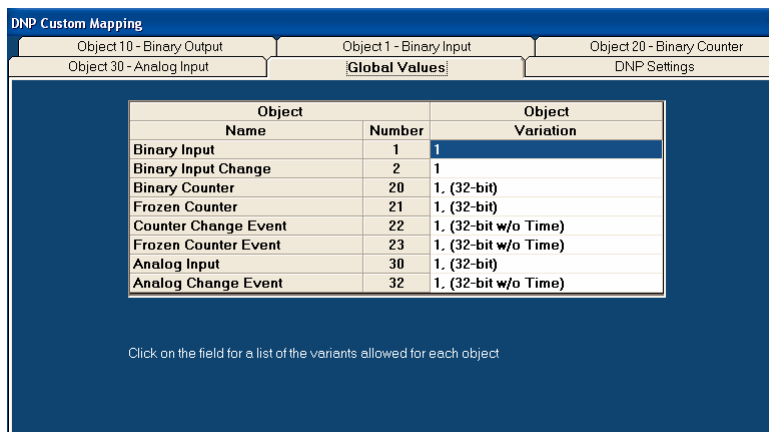 DNP Custom Mapping
Object 10 - Binary Output Object 1 - Binary Input Object 20 - Binary Counter
Object 30 - Analog Input Global Values DNP Settings
Object Object
Name Number Variation
Binary Input 1 1
Binary Input Change 2 1
Binary Counter 20 1, (32-bit)
Frozen Counter 21 1, (32-bit)
Counter Change Event 22 1, (32-bit w/o Time)
Frozen Counter Event 23 1, (32-bit w/o Time)
Analog Input 30 1, (32-bit)
Analog Change Event 32 1, (32-bit w/o Time)
Click on the field for a list of the variants allowed for each object